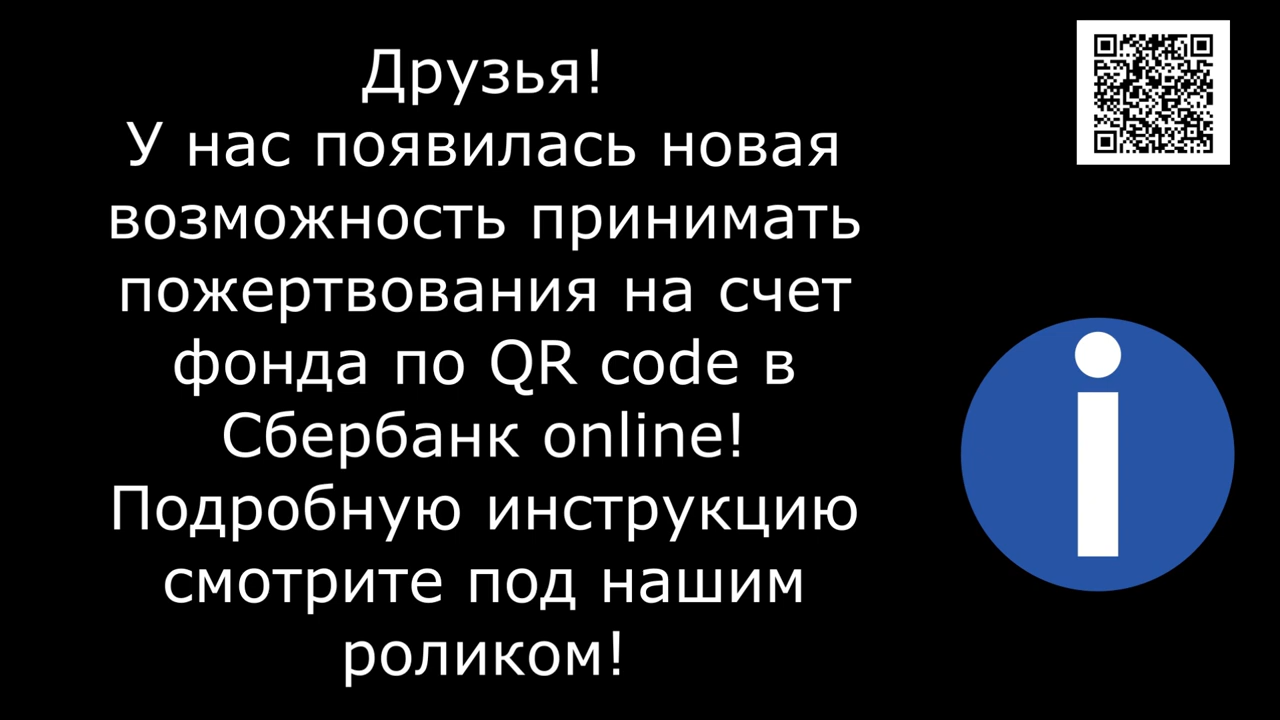 Друзья!
У нас появилась новая
возможность принимать
пожертвования на счет
фонда по QR code в
Сбербанк online!
Подробную инструкцию
смотрите под нашим
роликом!